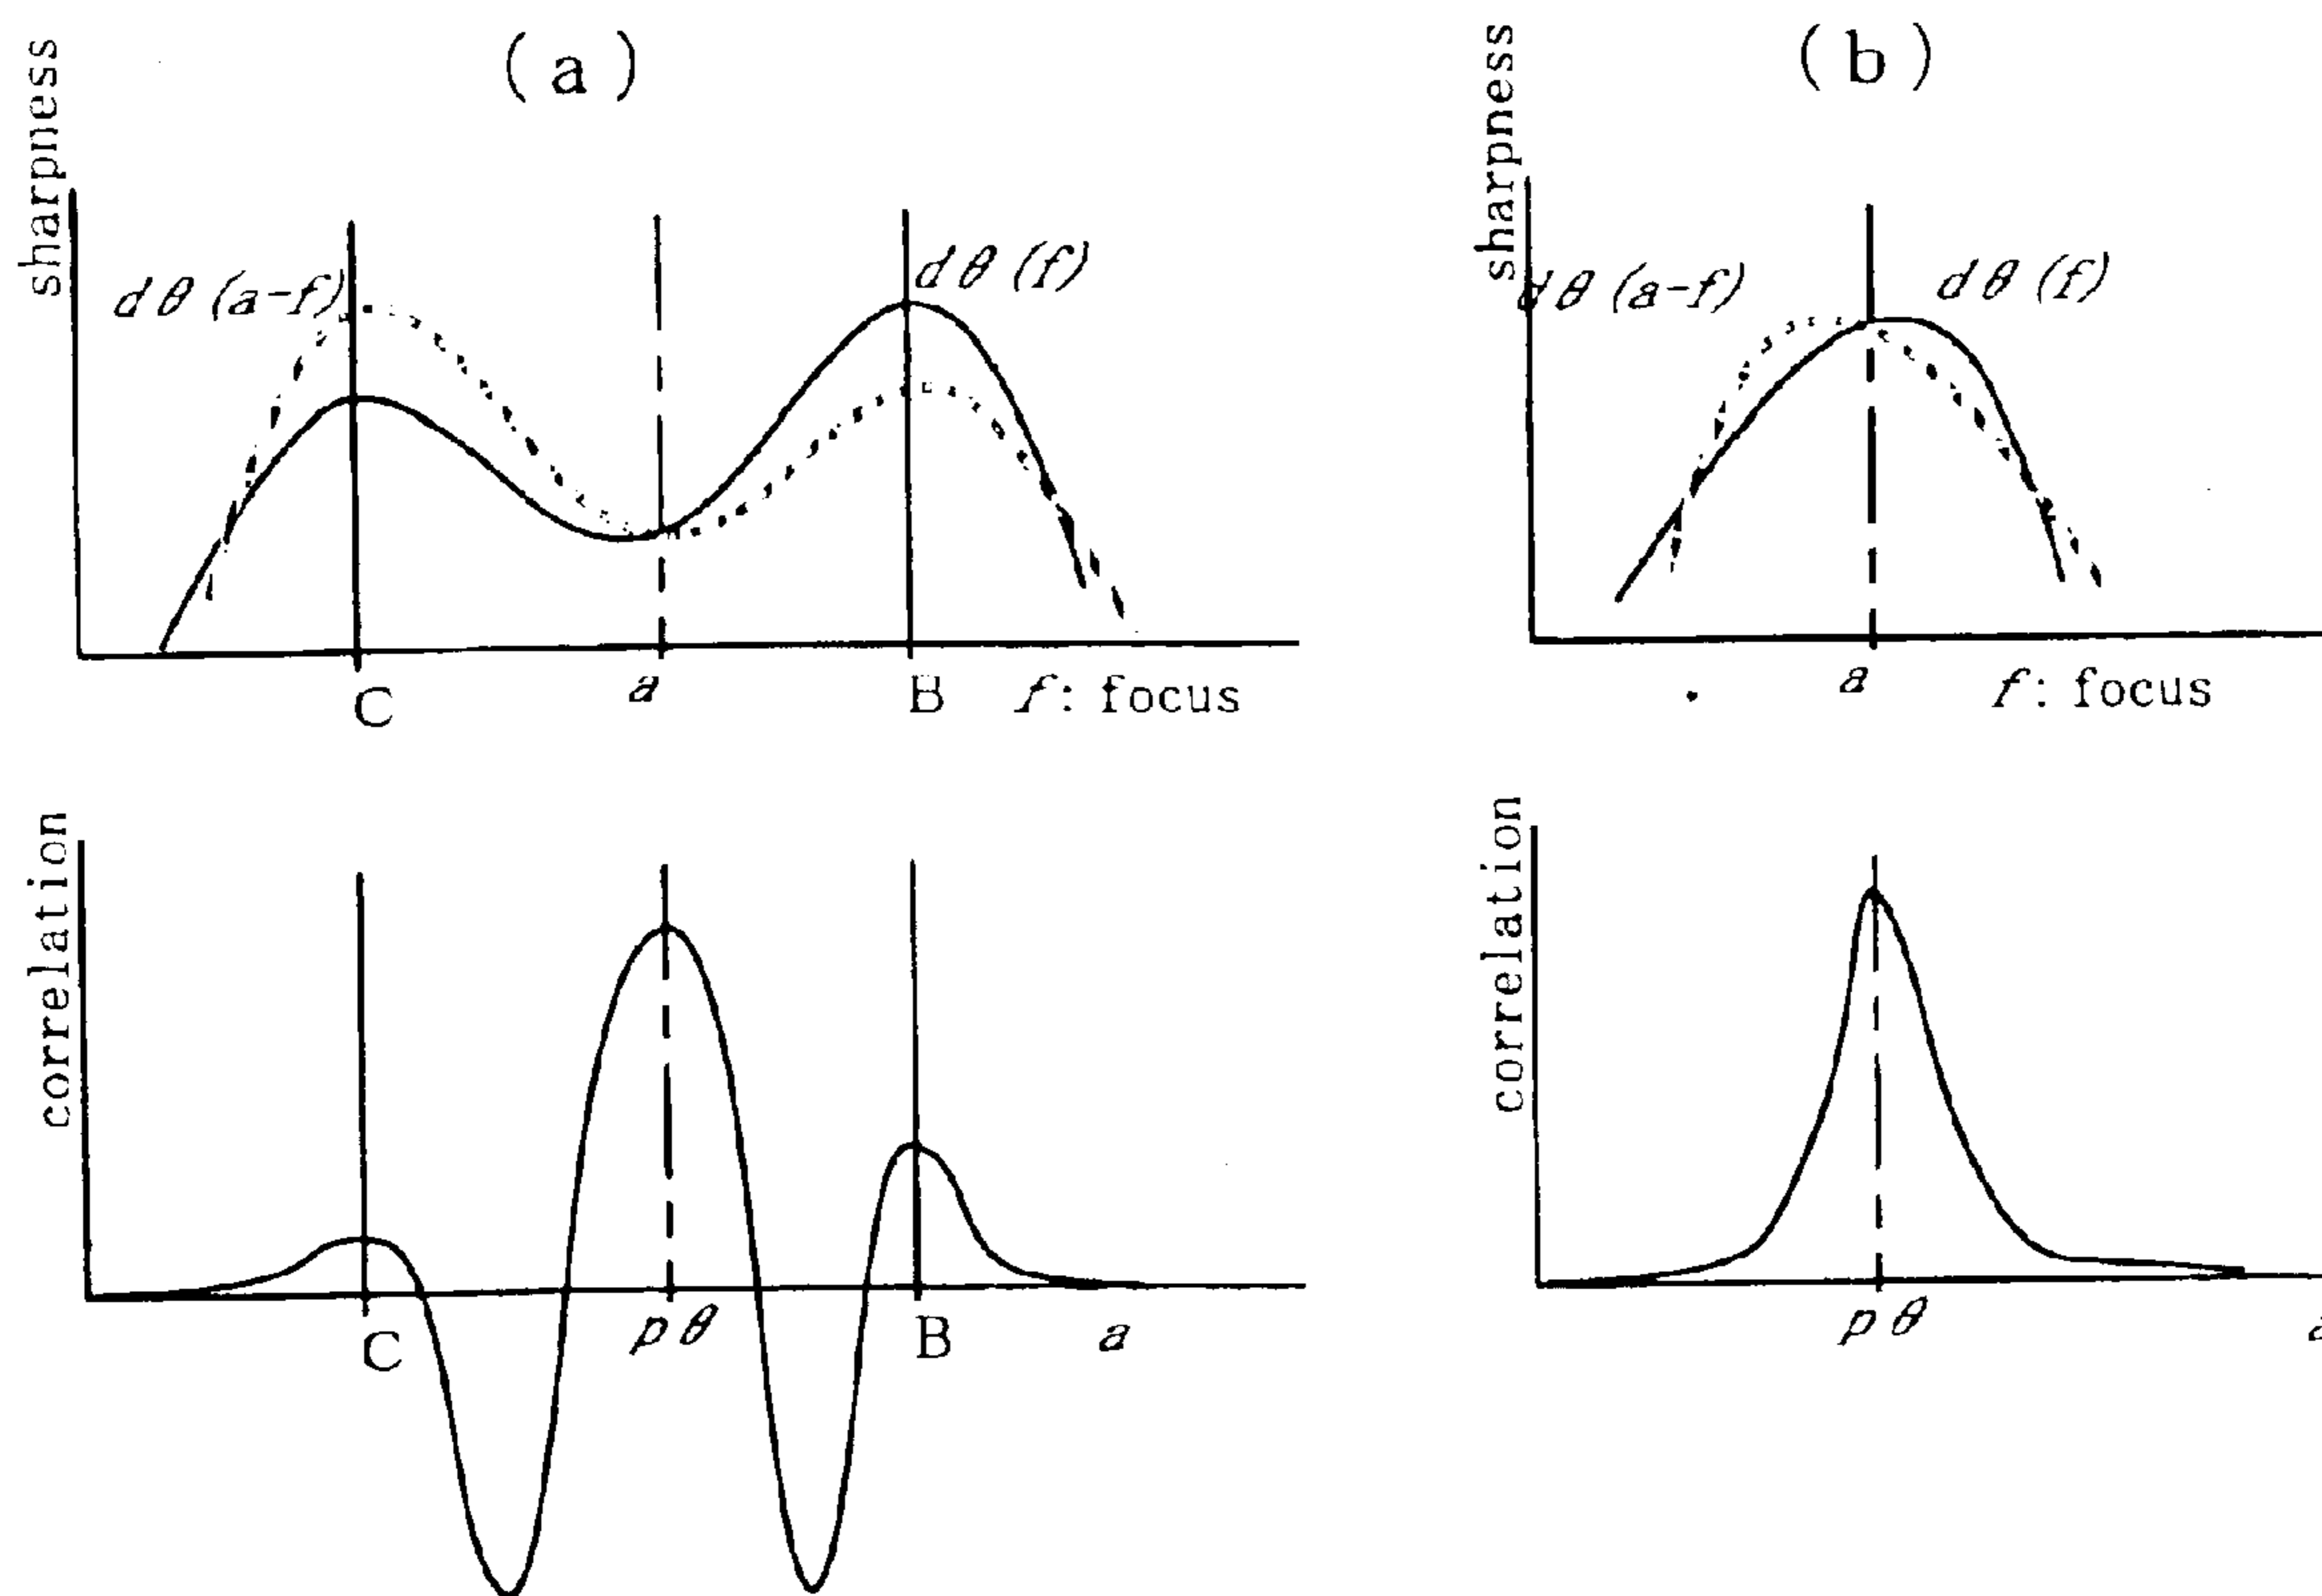 (a)
sharpness
dθ(a-f)
dθ(f)
C
a
B
f: focus
(b)
sharpness
dθ(a-f)
dθ(f)
a
f: focus
correlation
C
pθ
B
a
correlation
pθ
a